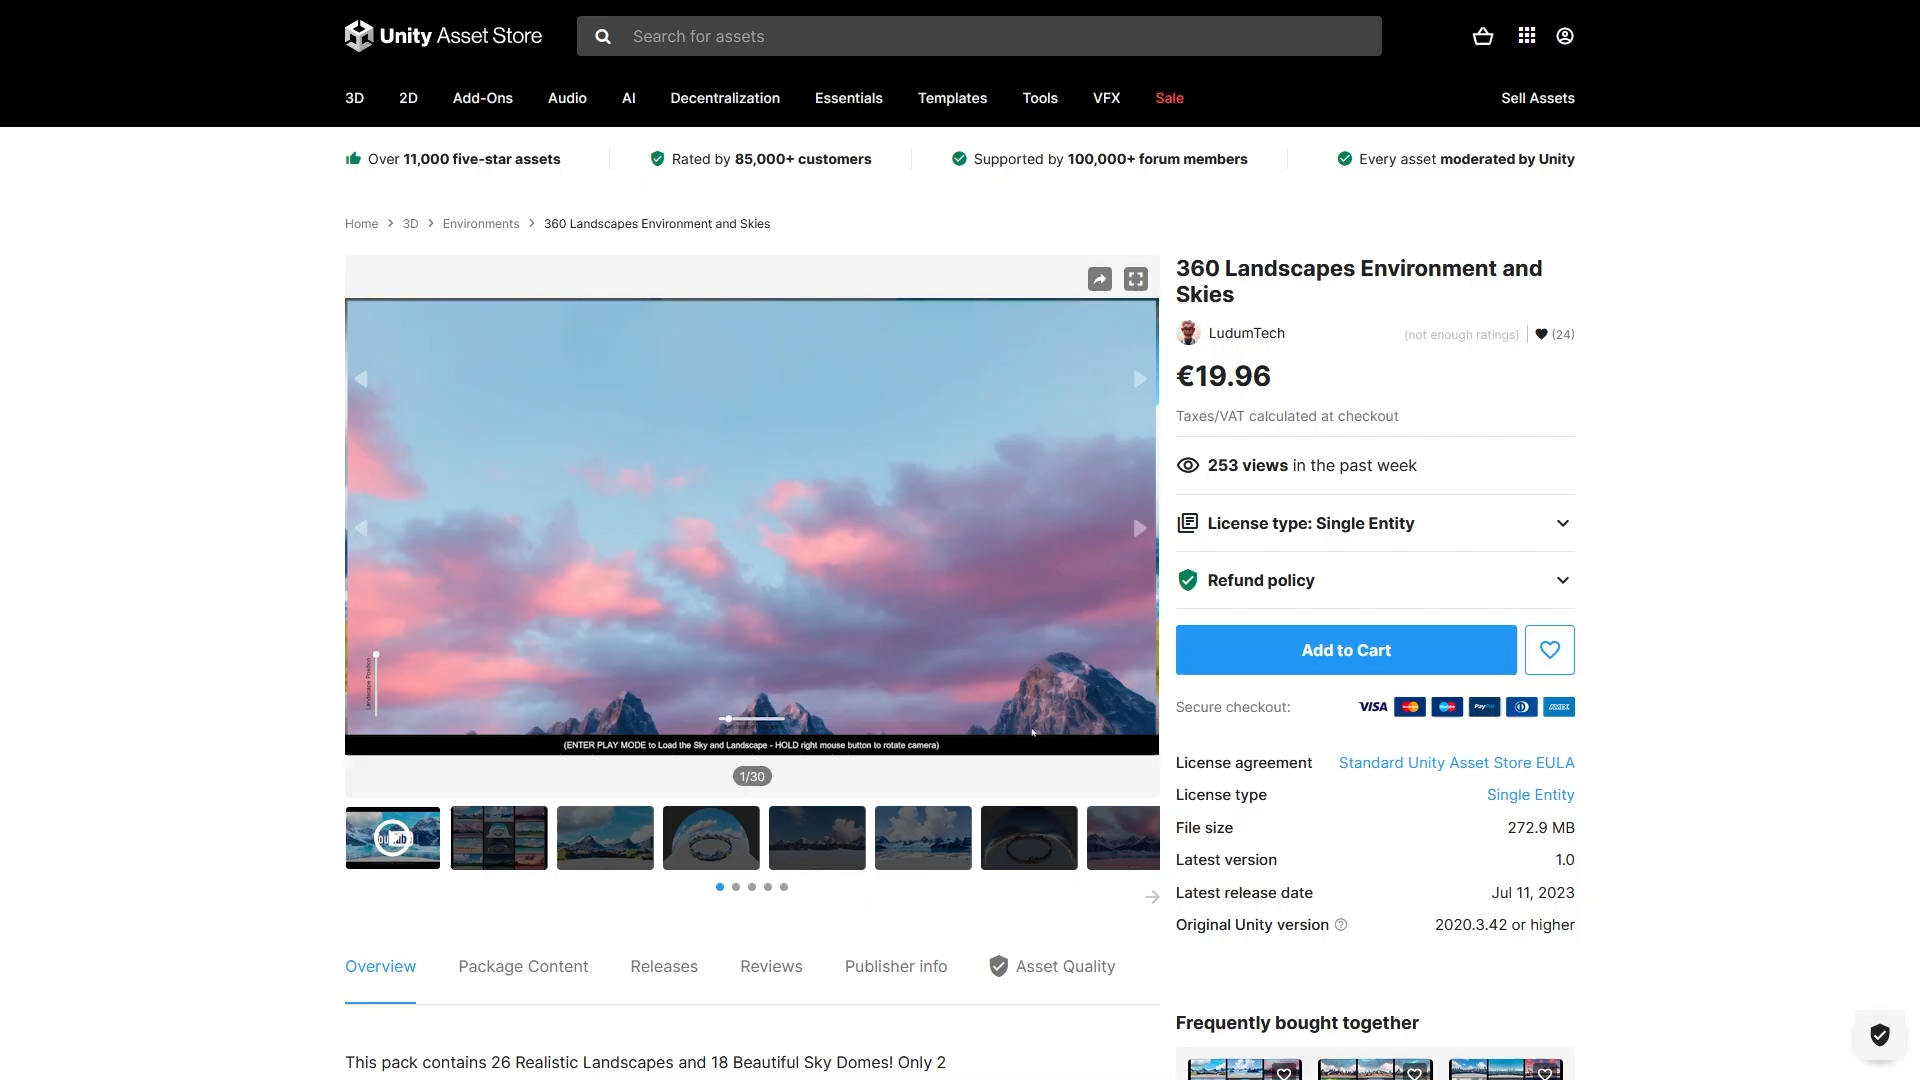 Unity Asset Store
Search for assets
3D 2D Add-Ons Audio AI Decentralization Essentials Templates Tools VFX Sale Sell Assets
Over 11,000 five-star assets
Rated by 85,000+ customers
Supported by 100,000+ forum members
Every asset moderated by Unity
Home > 3D > Environments > 360 Landscapes Environment and Skies
360 Landscapes Environment and
Skies
LudumTech
(not enough ratings) (24)
€19.96
Taxes/VAT calculated at checkout
253 views in the past week
License type: Single Entity
Refund policy
Add to Cart
Secure checkout: VISA PayPal AMEX
License agreement Standard Unity Asset Store EULA
License type Single Entity
File size 272.9 MB
Latest version 1.0
Latest release date Jul 11, 2023
Original Unity version 2020.3.42 or higher
Landscape Position
(ENTER PLAY MODE to Load the Sky and Landscape - HOLD right mouse button to rotate camera)
1/30
Overview Package Content Releases Reviews Publisher info Asset Quality
This pack contains 26 Realistic Landscapes and 18 Beautiful Sky Domes! Only 2
Frequently bought together